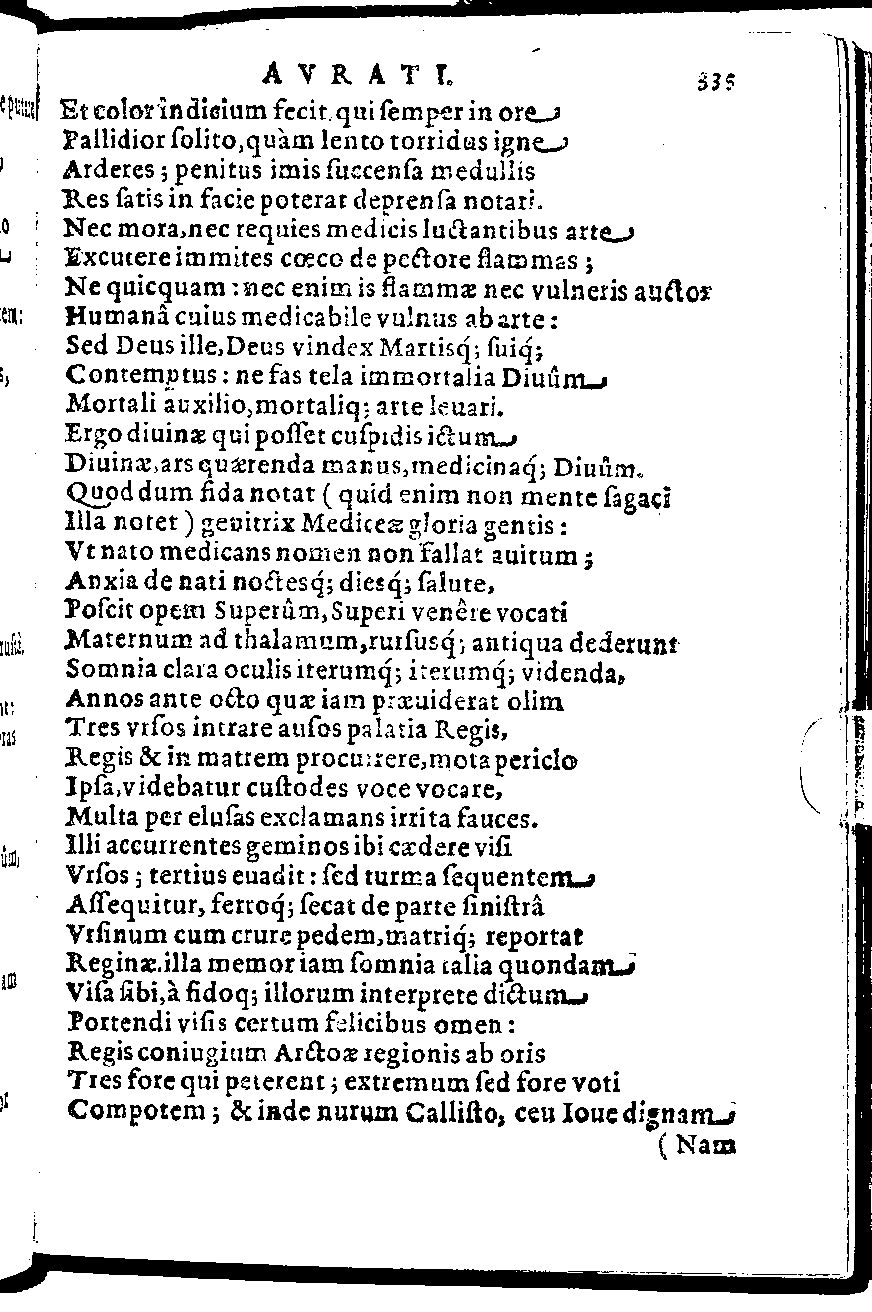 AVRATI. 335
Et color indicium fecit, qui ſemper in ore
Pallidior ſolito, quàm lento torridus igne
Arderes; penitus imis ſuccenſa medullis
Res ſatis in facie poterat deprenſa notari.
Nec mora, nec requies medicis luctantibus arte
Excutere immites cœco de pectore flammas;
Ne quicquam: nec enim is flammæ nec vulneris auctor
Humanâ cuius medicabile vulnus ab arte:
Sed Deus ille, Deus vindex Martisq́; ſuiq́;
Contemptus: nefas tela immortalia Diuûm
Mortali auxilio, mortaliq; arte leuari.
Ergo diuinæ qui poſſet cuſpidis ictum
Diuinæ, ars quærenda manus, medicinaq́; Diuûm.
Quod dum fida notat ( quid enim non mente ſagaci
Illa notet ) genitrix Mediceæ gloria gentis:
Vt nato medicans nomen non fallat auitum;
Anxia de nati noctesq́; diesq́; ſalute,
Poſcit opem Superûm, Superi venêre vocati
Maternum ad thalamum, rurſusq́; antiqua dederunt
Somnia clara oculis iterumq́; iterumq́; videnda,
Annos ante octo quæ iam præuiderat olim
Tres vrſos intrare auſos palatia Regis,
Regis & in matrem procurrere, mota periclo
Ipſa, videbatur cuſtodes voce vocare,
Multa per eluſas exclamans irrita fauces.
Illi accurrentes geminos ibi cædere viſi
Vrſos; tertius euadit: ſed turma ſequentem
Aſſequitur, ferroq́; ſecat de parte ſiniſtrâ
Vrſinum cum crure pedem, matriq́; reportat
Reginæ. illa memoriam ſomnia talia quondam
Viſa ſibi, à fidoq; illorum interprete dictum
Portendi viſis certum felicibus omen:
Regis coniugium Arctoæ regionis ab oris
Tres fore qui peterent; extremum ſed fore voti
Compotem; & inde nurum Calliſto, ceu Ioue dignam
( Nam